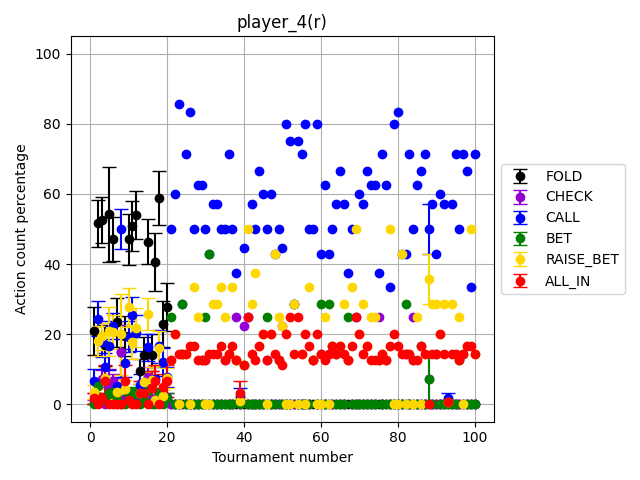 player_4(r)
100
80
60
40
20
0
Action count percentage
0 20 40 60 80 100
Tournament number
FOLD
CHECK
CALL
BET
RAISE_BET
ALL_IN